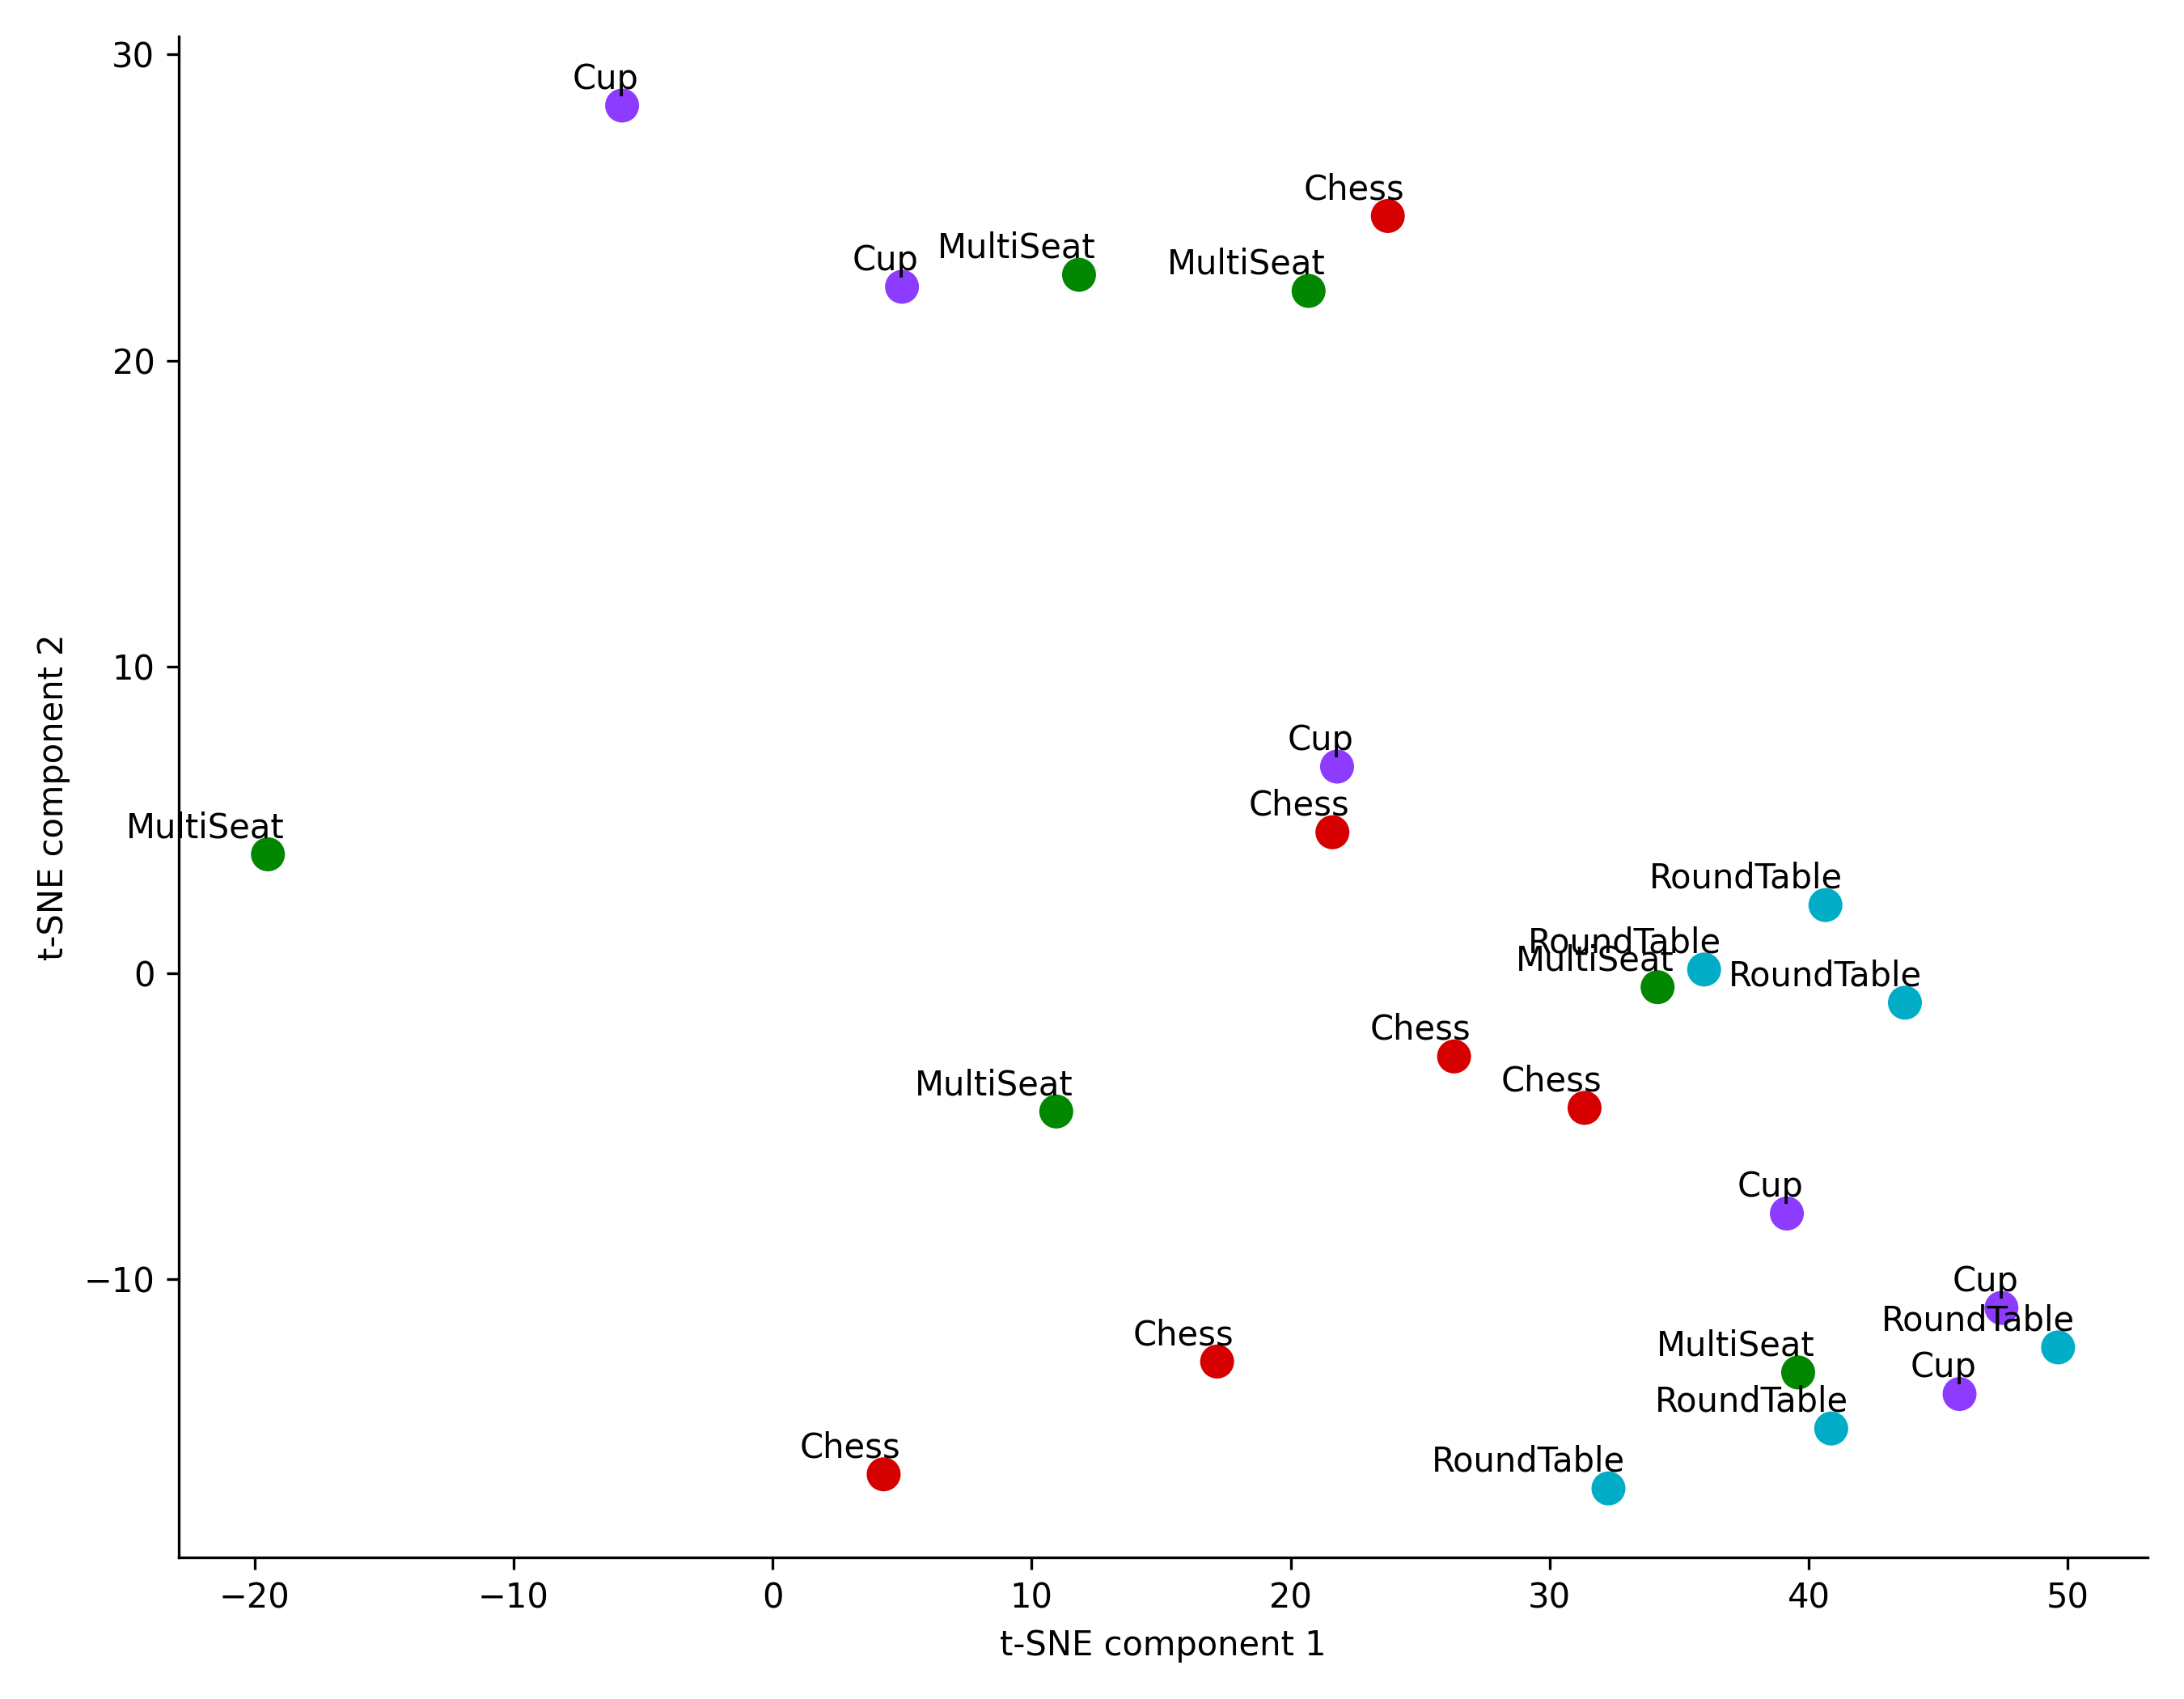 30
Cup
Chess
MultiSeat
Cup
MultiSeat
20
10
Cup
Chess
MultiSeat
RoundTable
RoundTable
MultiSeat
RoundTable
0
Chess
Chess
MultiSeat
Cup
−10
Cup
RoundTable
Chess
MultiSeat
Cup
RoundTable
Chess
RoundTable
t-SNE component 2
−20
−10
0
10
20
30
40
50
t-SNE component 1